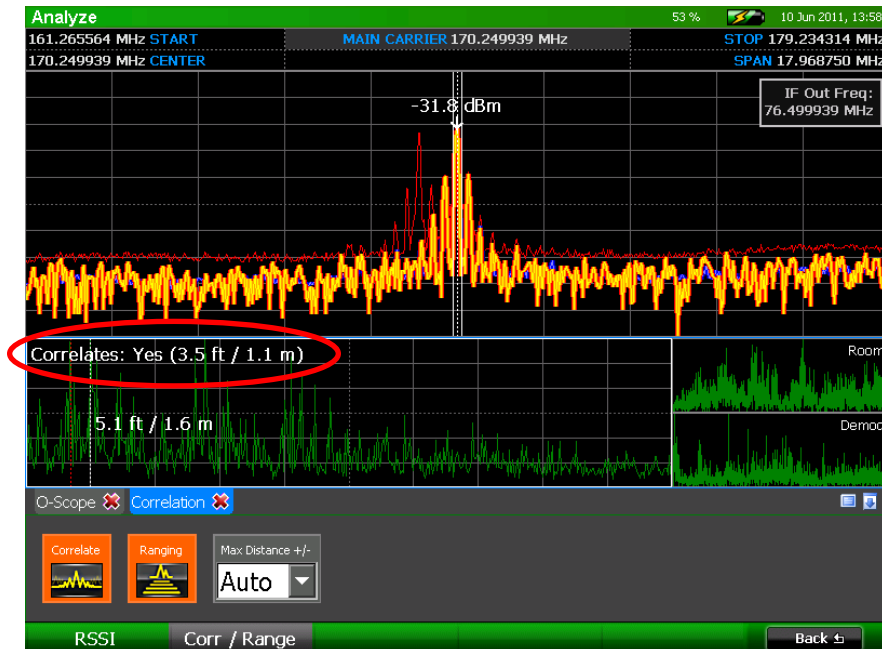 Analyze 53 % 10 Jun 2011, 13:58
161.265564 MHz START MAIN CARRIER 170.249939 MHz STOP 179.234314 MHz
170.249939 MHz CENTER SPAN 17.968750 MHz
IF Out Freq:
76.499939 MHz
-31.8 dBm
Correlates: Yes (3.5 ft / 1.1 m)
5.1 ft / 1.6 m
Room
Demod
O-Scope Correlation
Correlate Ranging Max Distance +/-
Auto
RSSI Corr / Range Back